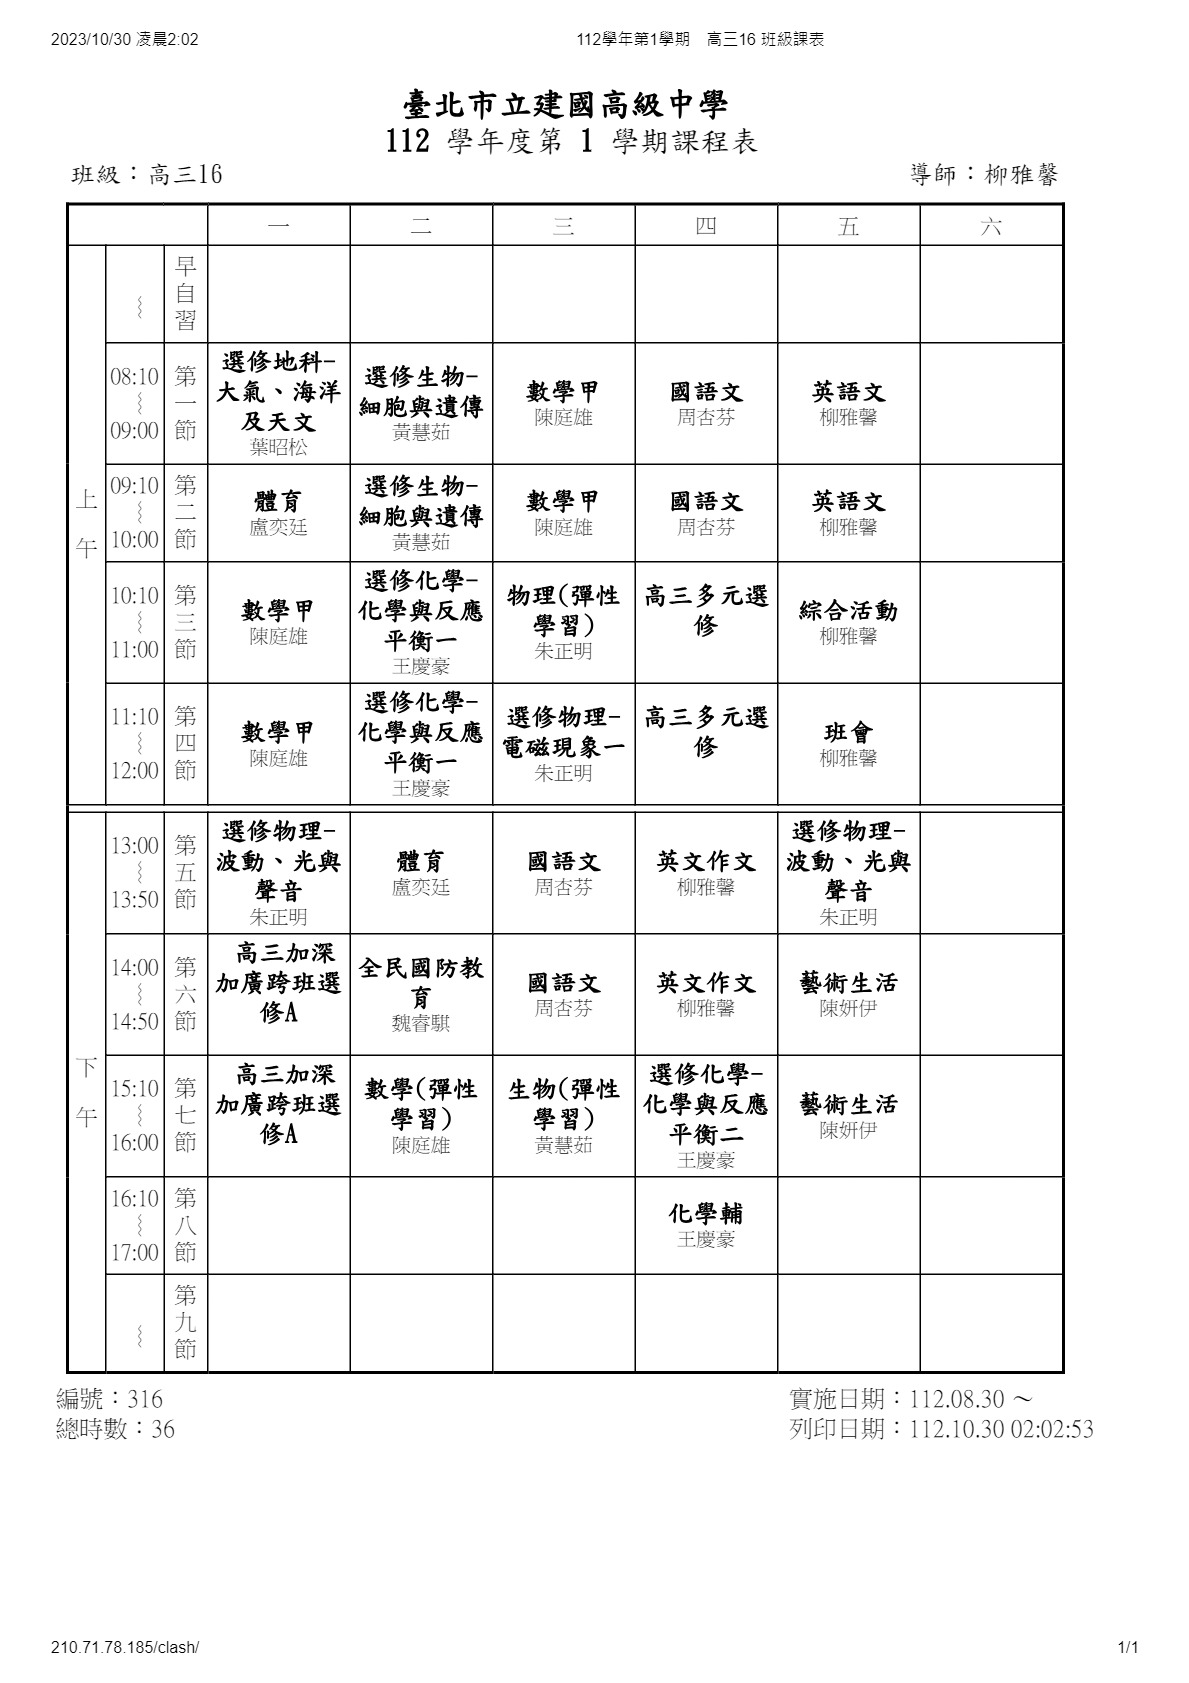 2023/10/30 凌晨2:02
112學年第1學期　高三16 班級課表
臺北市立建國高級中學
112 學年度第 1 學期課程表
班級：高三16
導師：柳雅馨
一
二
三
四
五
六
上
午
～
早
自
習
08:10
～
09:00
第
一
節
選修地科-
大氣、海洋
及天文
葉昭松
選修生物-
細胞與遺傳
黃慧茹
數學甲
陳庭雄
國語文
周杏芬
英語文
柳雅馨
09:10
～
10:00
第
二
節
體育
盧奕廷
選修生物-
細胞與遺傳
黃慧茹
數學甲
陳庭雄
國語文
周杏芬
英語文
柳雅馨
10:10
～
11:00
第
三
節
數學甲
陳庭雄
選修化學-
化學與反應
平衡一
王慶豪
物理(彈性
學習)
朱正明
高三多元選
修
綜合活動
柳雅馨
11:10
～
12:00
第
四
節
數學甲
陳庭雄
選修化學-
化學與反應
平衡一
王慶豪
選修物理-
電磁現象一
朱正明
高三多元選
修
班會
柳雅馨
下
午
13:00
～
13:50
第
五
節
選修物理-
波動、光與
聲音
朱正明
體育
盧奕廷
國語文
周杏芬
英文作文
柳雅馨
選修物理-
波動、光與
聲音
朱正明
14:00
～
14:50
第
六
節
高三加深
加廣跨班選
修A
全民國防教
育
魏睿騏
國語文
周杏芬
英文作文
柳雅馨
藝術生活
陳妍伊
15:10
～
16:00
第
七
節
高三加深
加廣跨班選
修A
數學(彈性
學習)
陳庭雄
生物(彈性
學習)
黃慧茹
選修化學-
化學與反應
平衡二
王慶豪
藝術生活
陳妍伊
16:10
～
17:00
第
八
節
化學輔
王慶豪
～
第
九
節
編號：316
總時數：36
實施日期：112.08.30 ～
列印日期：112.10.30 02:02:53
210.71.78.185/clash/
1/1